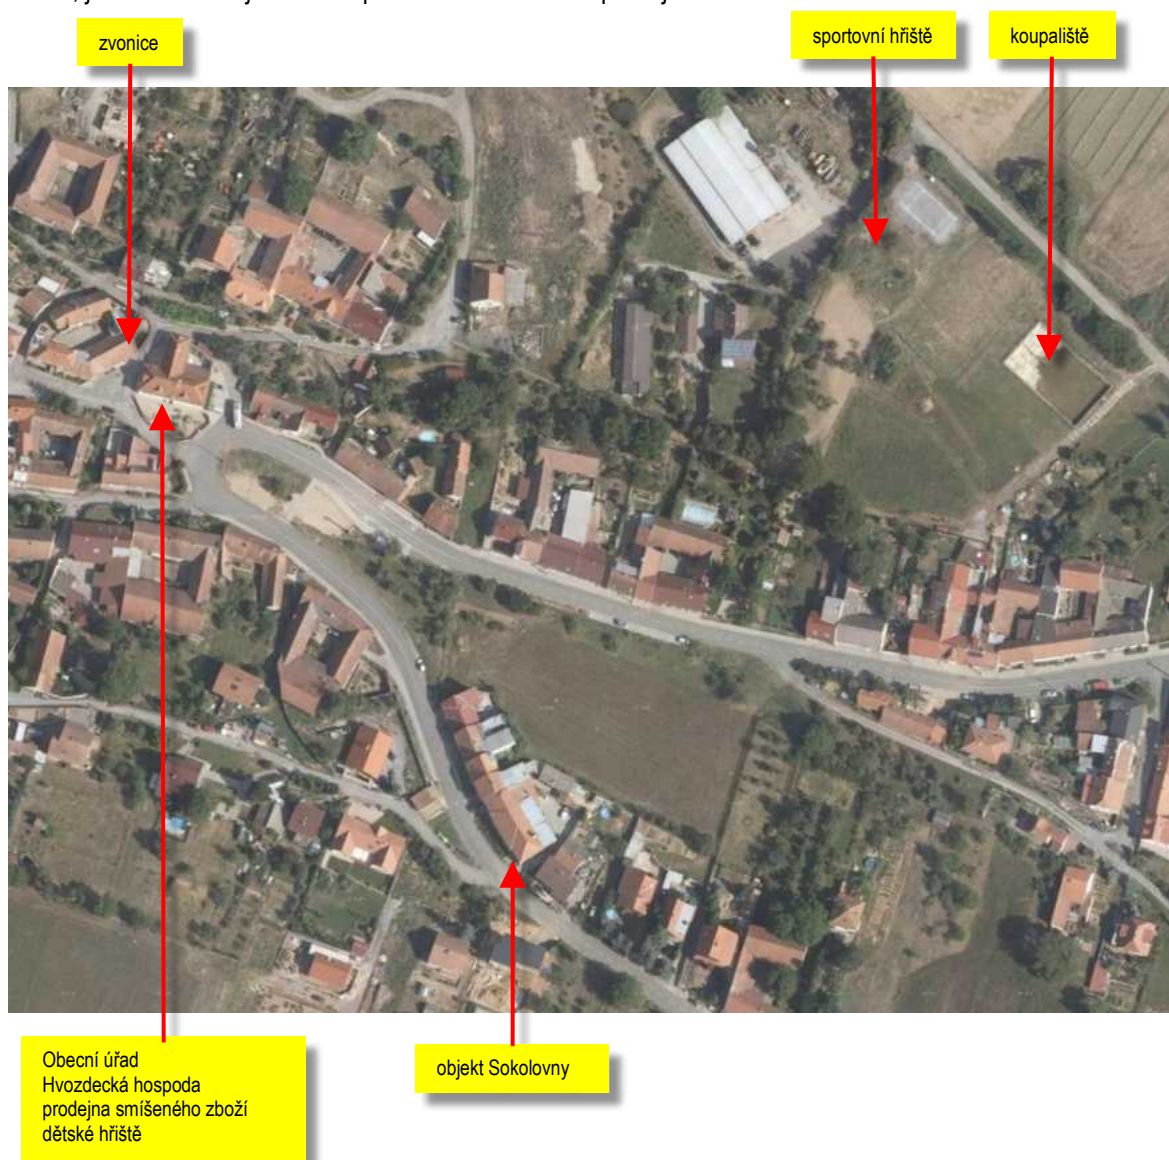 zvonice
sportovní hřiště
koupaliště
Obecní úřad
Hvozdecká hospoda
prodejna smíšeného zboží
dětské hřiště
objekt Sokolovny